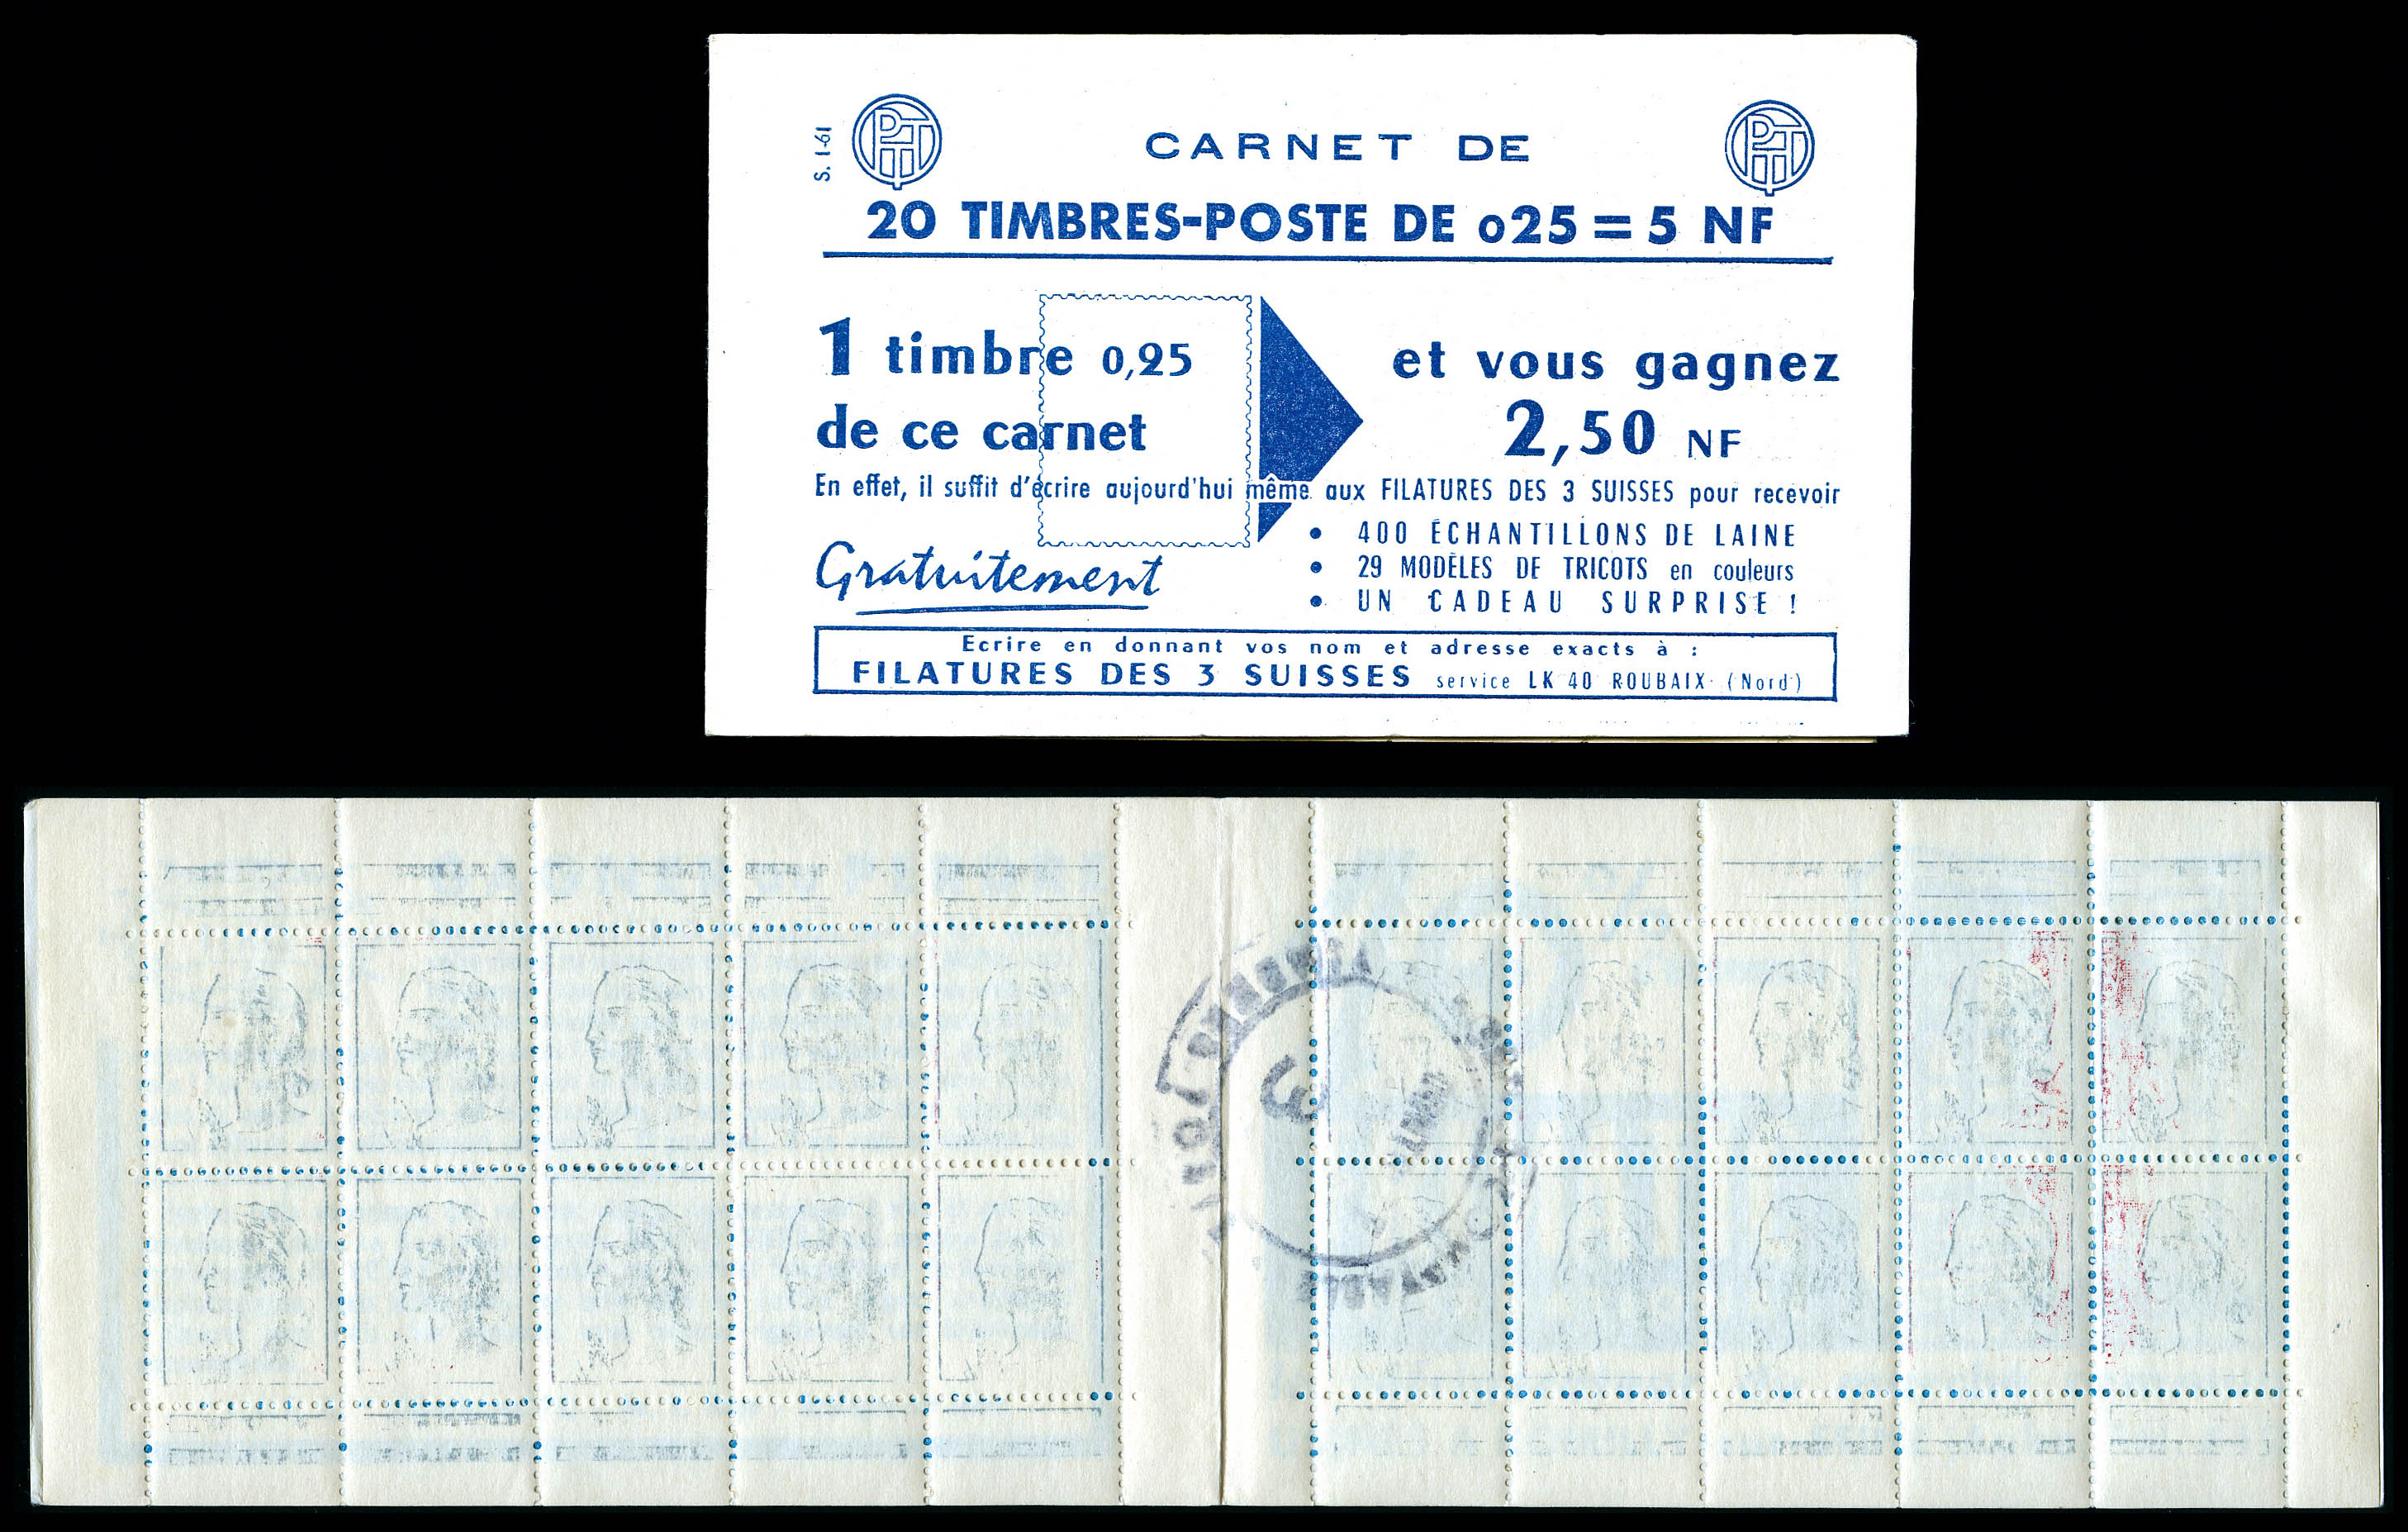 S. 1-61
PTT
CARNET DE
PTT
20 TIMBRES-POSTE DE 025 = 5 NF
1 timbre 0,25
de ce carnet
et vous gagnez
2,50 NF
En effet, il suffit d'écrire aujourd'hui même aux FILATURES DES 3 SUISSES pour recevoir
Gratuitement
• 400 ÉCHANTILLONS DE LAINE
• 29 MODÈLES DE TRICOTS en couleurs
• UN CADEAU SURPRISE !
Ecrire en donnant vos nom et adresse exacts à :
FILATURES DES 3 SUISSES service LK 40 ROUBAIX (Nord)